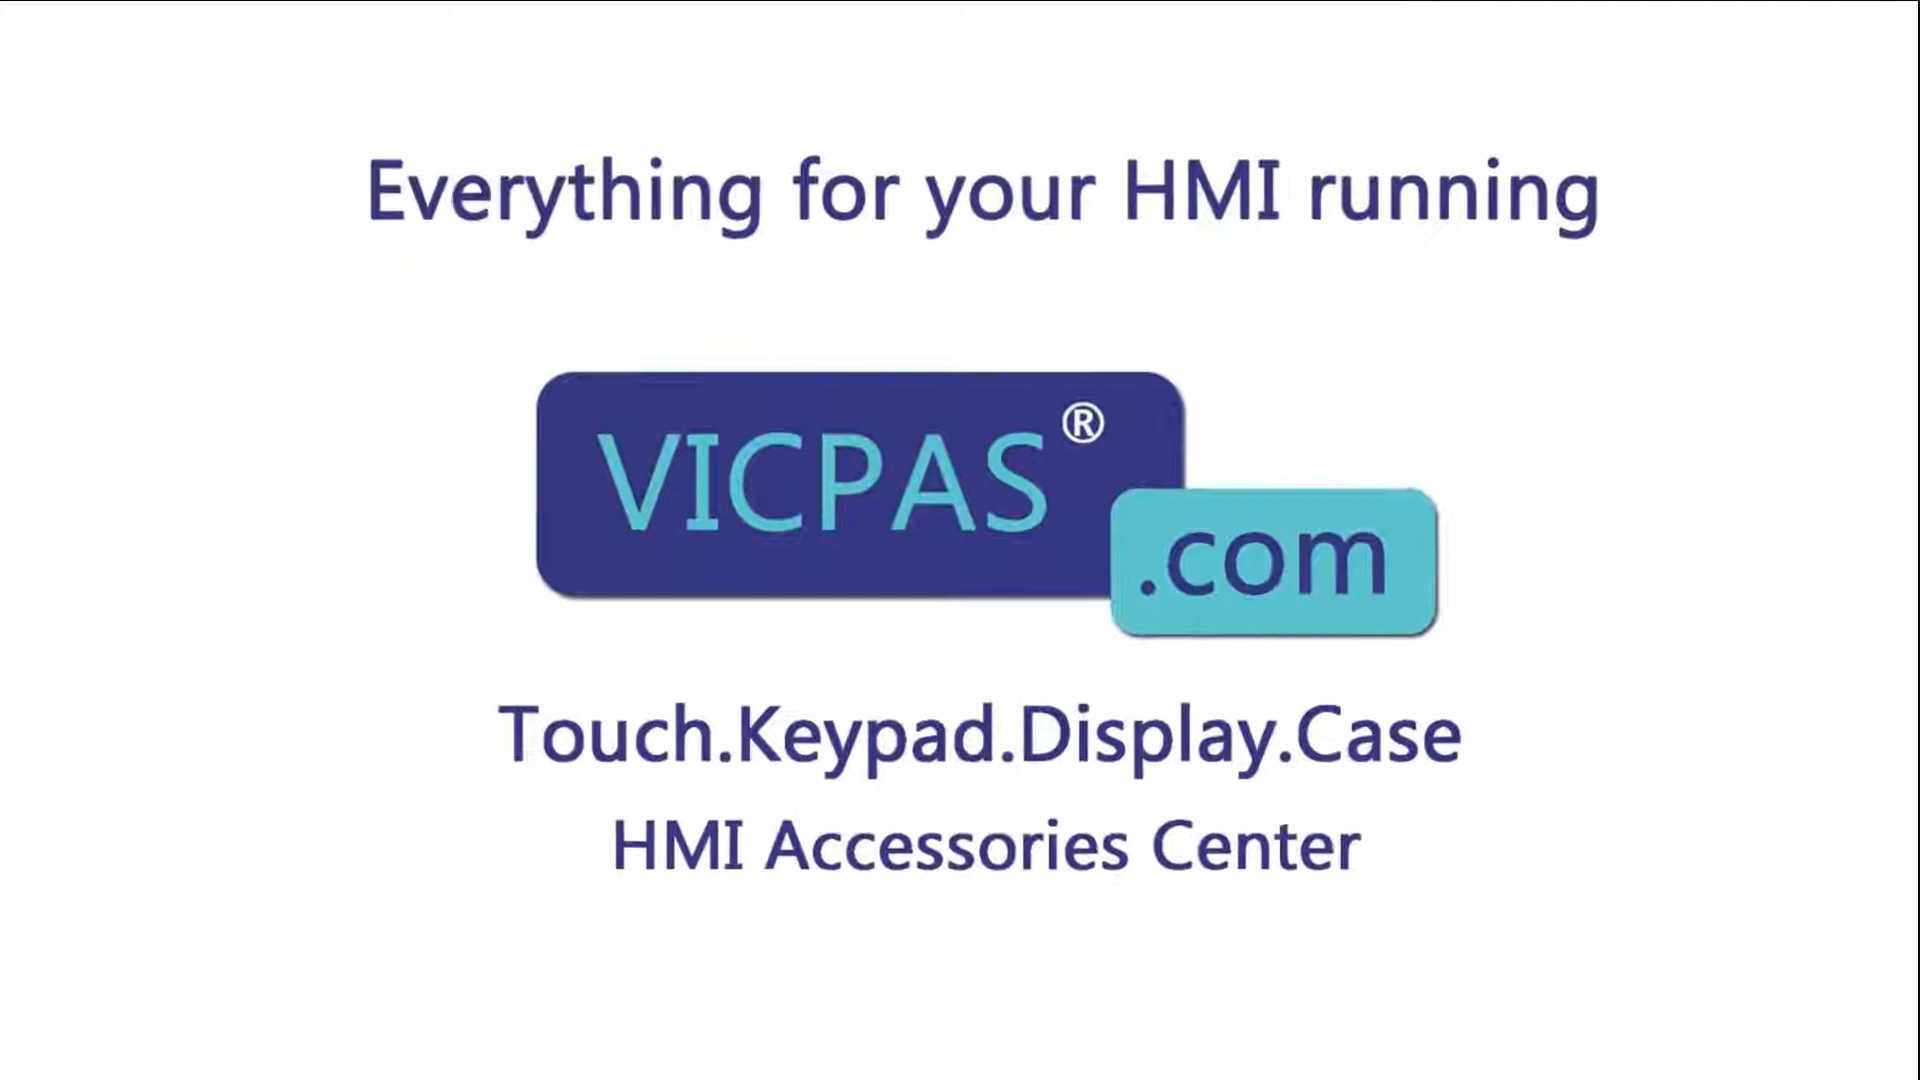 Everything for your HMI running
VICPAS®
.com
Touch.Keypad.Display.Case
HMI Accessories Center